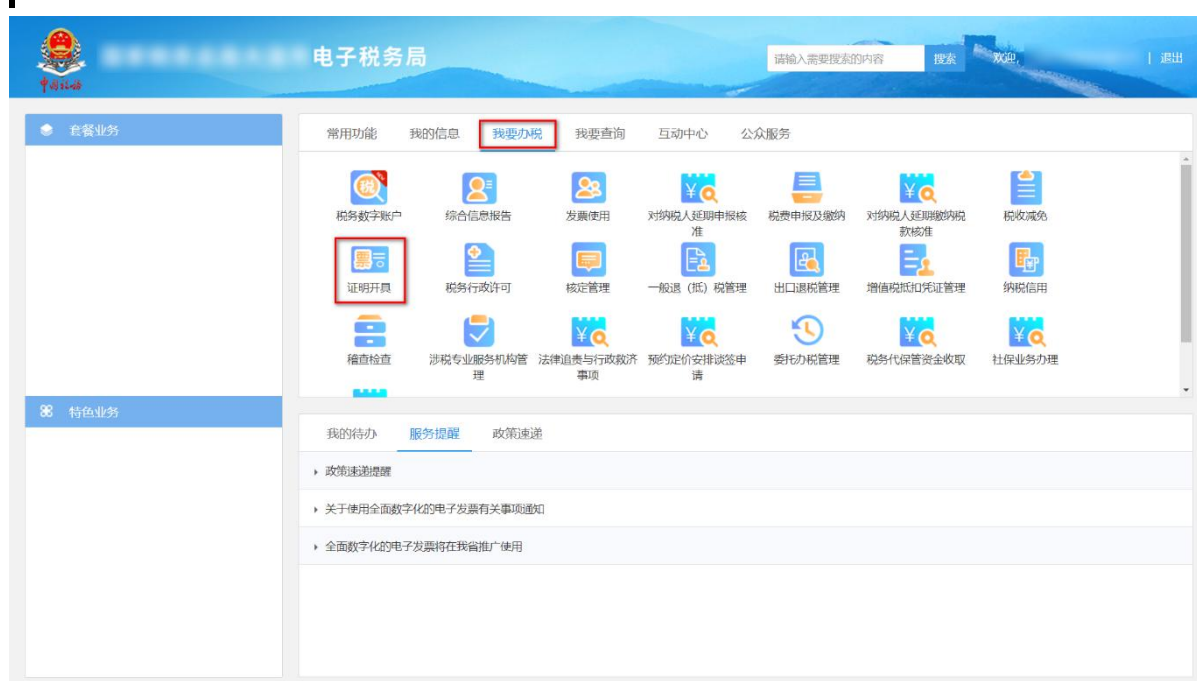 电子税务局
请输入需要搜索的内容
搜索
欢迎,
| 退出
中国税务
套餐业务
常用功能 我的信息 我要办税 我要查询 互动中心 公众服务
税
NEW
税务数字账户 综合信息报告 发票使用 对纳税人延期申报核 税费申报及缴纳 对纳税人延期缴纳税 税收减免
准 款核准
票
证明开具 税务行政许可 核定管理 一般退(抵)税管理 出口退税管理 增值税抵扣凭证管理 纳税信用
稽查检查 涉税专业服务机构管 法律追责与行政救济 预约定价安排谈签申 委托办税管理 税务代保管资金收取 社保业务办理
理 事项 请
特色业务
我的待办 服务提醒 政策速递
政策速递提醒
关于使用全面数字化的电子发票有关事项通知
全面数字化的电子发票将在我省推广使用